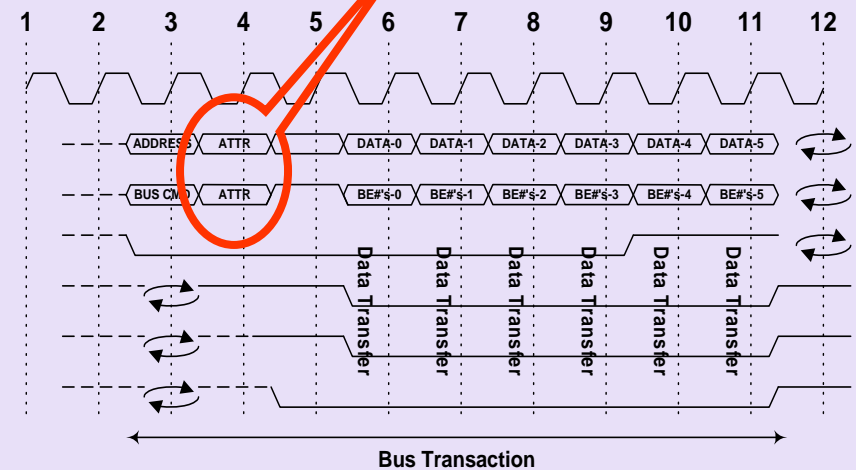 1 2 3 4 5 6 7 8 9 10 11 12
ADDRESS ATTR DATA-0 DATA-1 DATA-2 DATA-3 DATA-4 DATA-5
BUS CMD ATTR BE#'s-0 BE#'s-1 BE#'s-2 BE#'s-3 BE#'s-4 BE#'s-5
Data Transfer
Data Transfer
Data Transfer
Data Transfer
Data Transfer
Data Transfer
Bus Transaction